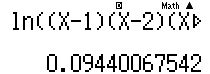 Math ▲
ln((X-1)(X-2)(X▷
0.09440067542